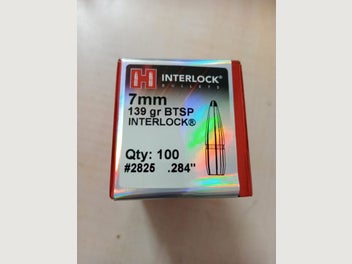 H INTERLOCK®
BULLETS
7mm
139 gr BTSP
INTERLOCK®
Qty: 100
#2825 .284"